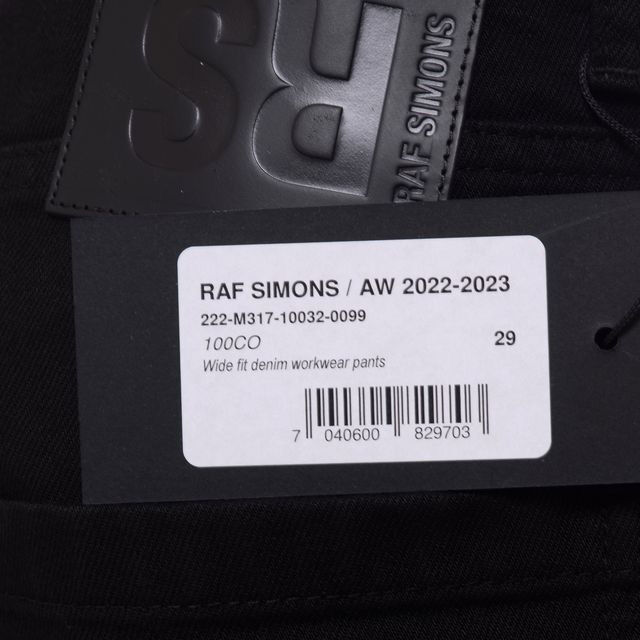 RS
RAF SIMONS
RAF SIMONS / AW 2022-2023
222-M317-10032-0099
100CO
29
Wide fit denim workwear pants
7 040600 829703